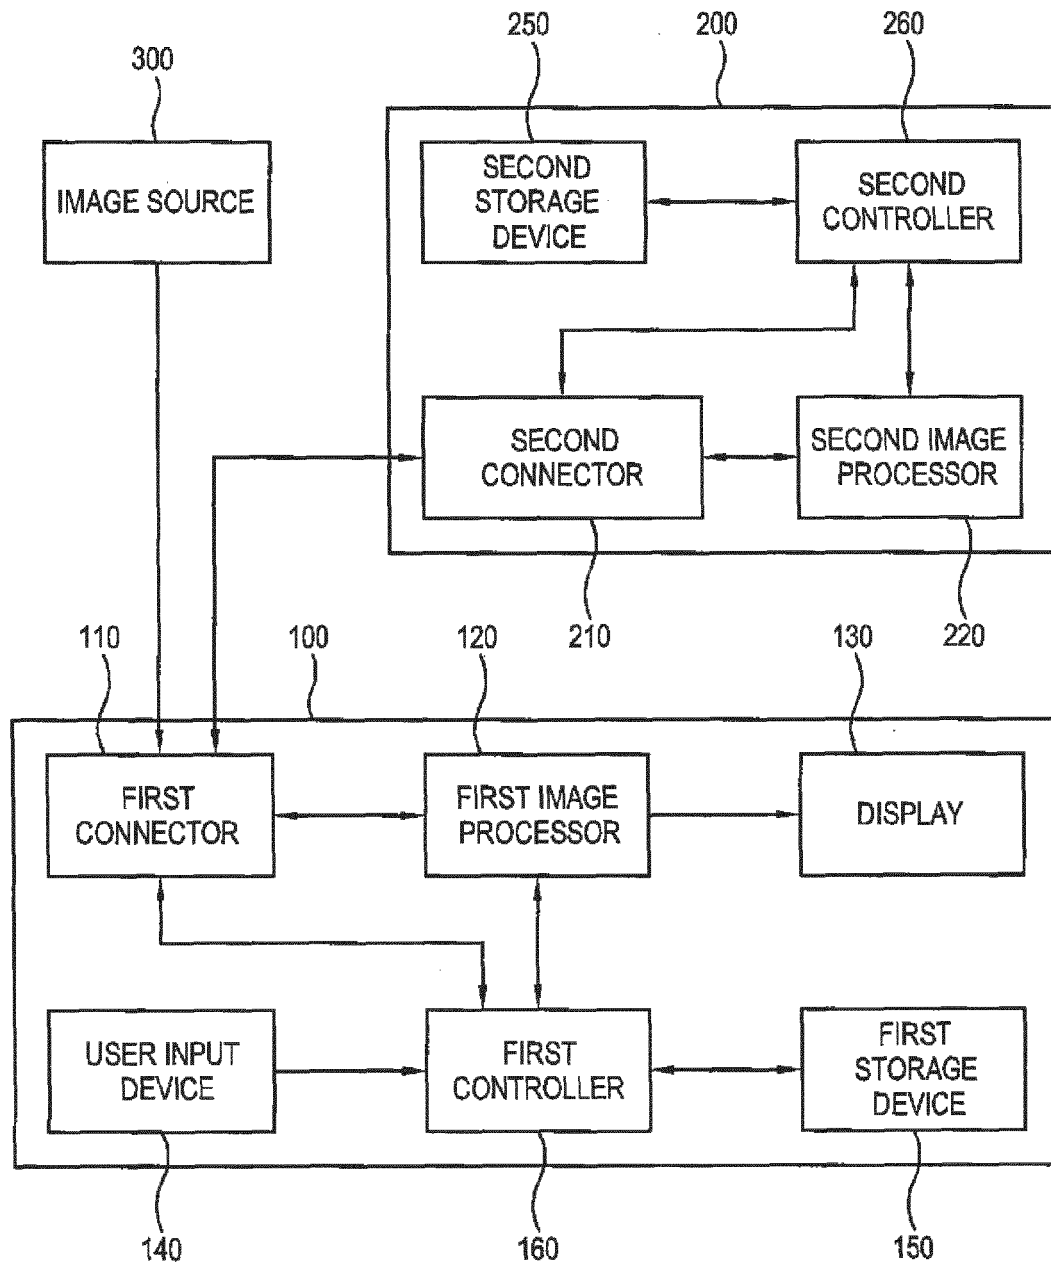 250
200
260
300
IMAGE SOURCE
SECOND
STORAGE
DEVICE
SECOND
CONTROLLER
SECOND
CONNECTOR
SECOND IMAGE
PROCESSOR
110
100
120
210
130
220
FIRST
CONNECTOR
FIRST IMAGE
PROCESSOR
DISPLAY
USER INPUT
DEVICE
FIRST
CONTROLLER
FIRST
STORAGE
DEVICE
140
160
150